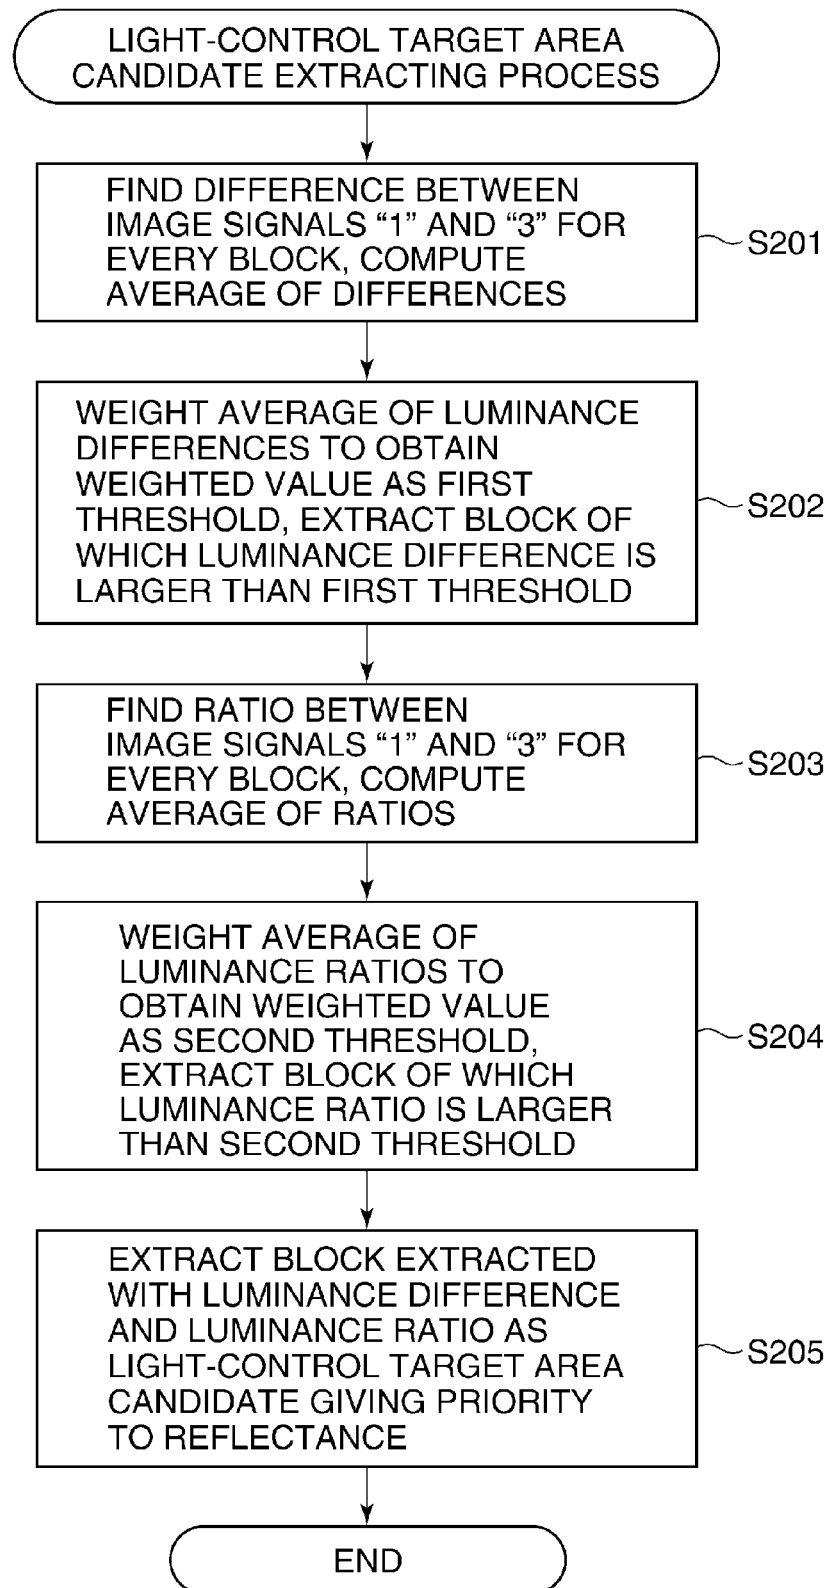 LIGHT-CONTROL TARGET AREA
CANDIDATE EXTRACTING PROCESS
FIND DIFFERENCE BETWEEN
IMAGE SIGNALS “1” AND “3” FOR
EVERY BLOCK, COMPUTE
AVERAGE OF DIFFERENCES
S201
WEIGHT AVERAGE OF LUMINANCE
DIFFERENCES TO OBTAIN
WEIGHTED VALUE AS FIRST
THRESHOLD, EXTRACT BLOCK OF
WHICH LUMINANCE DIFFERENCE IS
LARGER THAN FIRST THRESHOLD
S202
FIND RATIO BETWEEN
IMAGE SIGNALS “1” AND “3” FOR
EVERY BLOCK, COMPUTE
AVERAGE OF RATIOS
S203
WEIGHT AVERAGE OF
LUMINANCE RATIOS TO
OBTAIN WEIGHTED VALUE
AS SECOND THRESHOLD,
EXTRACT BLOCK OF WHICH
LUMINANCE RATIO IS LARGER
THAN SECOND THRESHOLD
S204
EXTRACT BLOCK EXTRACTED
WITH LUMINANCE DIFFERENCE
AND LUMINANCE RATIO AS
LIGHT-CONTROL TARGET AREA
CANDIDATE GIVING PRIORITY
TO REFLECTANCE
S205
END